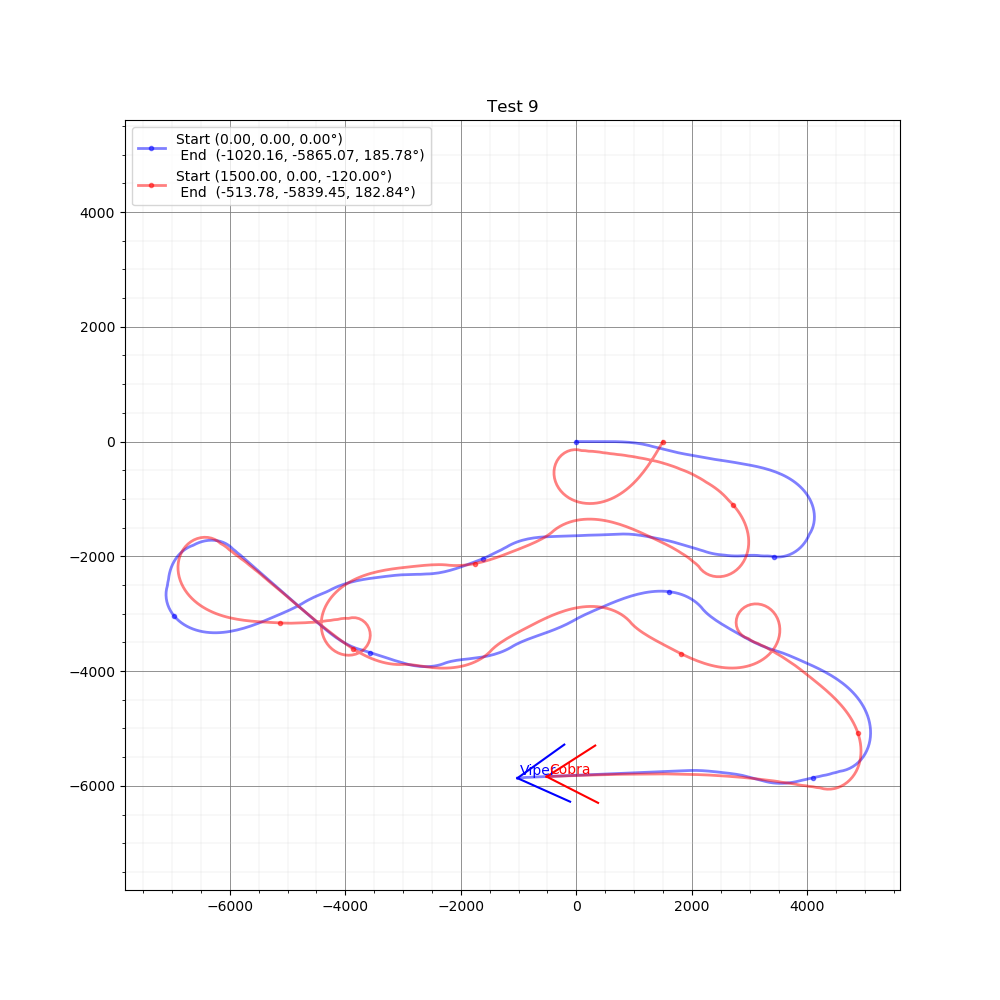 Test 9
Start (0.00, 0.00, 0.00°)
End (-1020.16, -5865.07, 185.78°)
Start (1500.00, 0.00, -120.00°)
End (-513.78, -5839.45, 182.84°)
4000
2000
0
−2000
−4000
−6000
Viper
Cobra
−6000 −4000 −2000 0 2000 4000